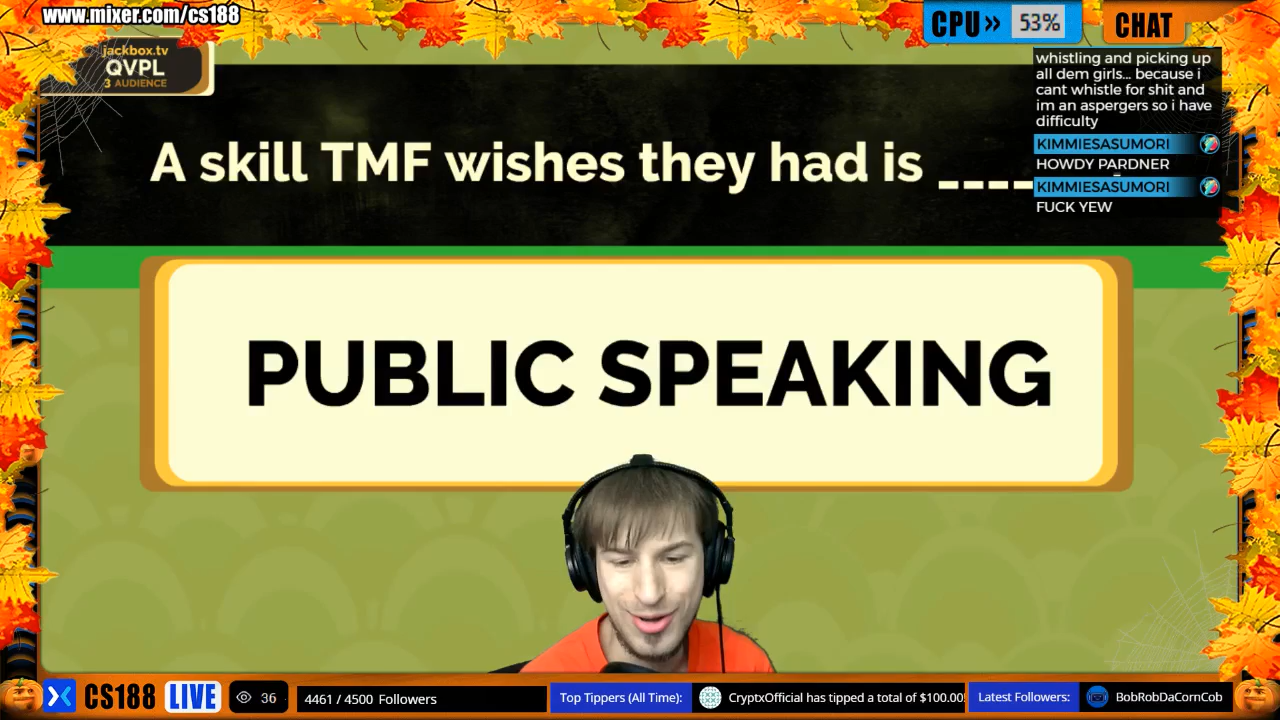 www.mixer.com/cs188
CPU»
53%
CHAT
jackbox.tv
QVPL
3 AUDIENCE
whistling and picking up
all dem girls... because i
cant whistle for shit and
im an aspergers so i have
difficulty
KIMMIESASUMORI
HOWDY PARDNER
KIMMIESASUMORI
FUCK YEW
A skill TMF wishes they had is ____
PUBLIC SPEAKING
CS188 LIVE
36
4461 / 4500 Followers
Top Tippers (All Time):
CryptxOfficial has tipped a total of $100.00!
Latest Followers:
BobRobDaCornCob